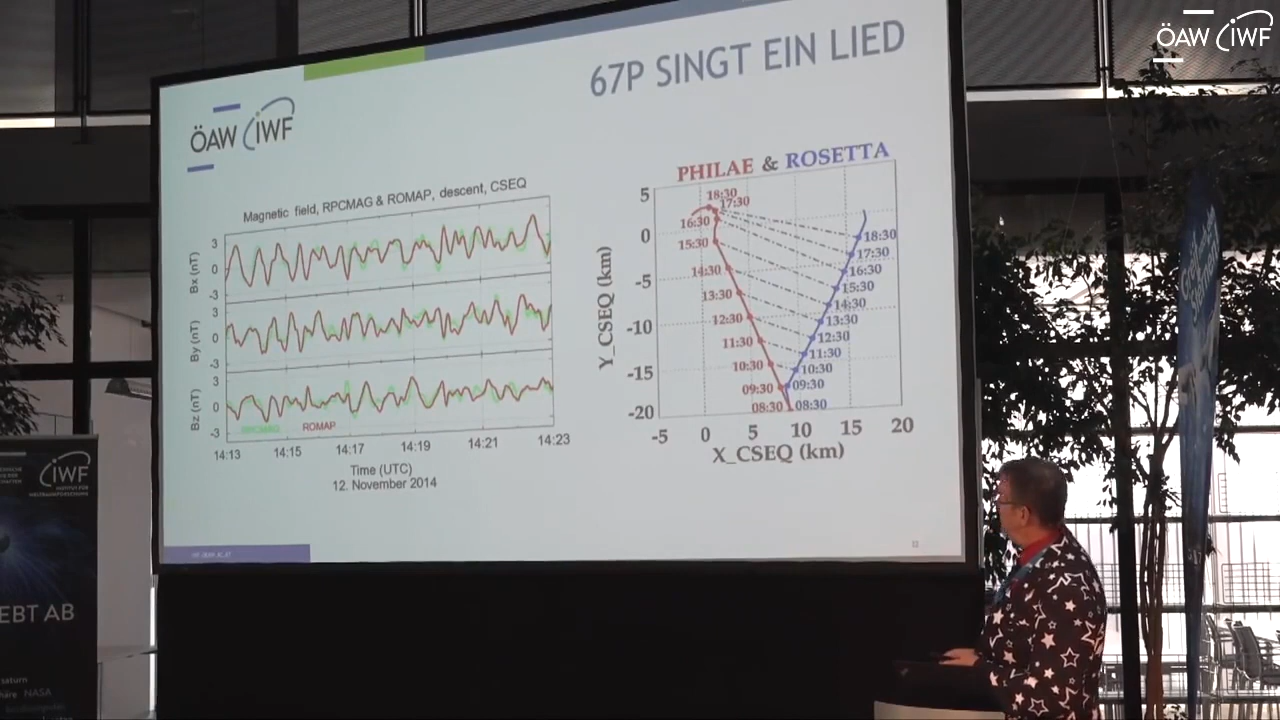 ÖAW IWF
67P SINGT EIN LIED
ÖAW IWF
Magnetic field, RPCMAG & ROMAP, descent, CSEQ
Bx (nT)
3
0
-3
By (nT)
3
0
-3
Bz (nT)
3
0
-3
RPCMAG
ROMAP
14:13
14:15
14:17
14:19
14:21
14:23
Time (UTC)
12. November 2014
PHILAE & ROSETTA
Y_CSEQ (km)
5
0
-5
-10
-15
-20
18:30
17:30
16:30
15:30
14:30
13:30
12:30
11:30
10:30
09:30
08:30
18:30
17:30
16:30
15:30
14:30
13:30
12:30
11:30
10:30
09:30
08:30
-5
0
5
10
15
20
X_CSEQ (km)
IWF
INSTITUT FÜR
WELTRAUMFORSCHUNG
EBT AB
saturn
NASA